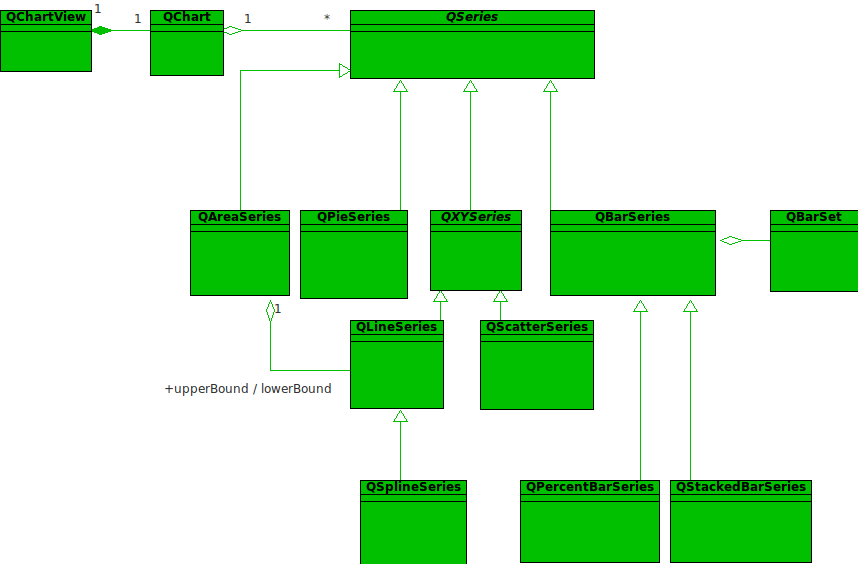 QChartView
1
1
QChart
1
*
QSeries
QAreaSeries
QPieSeries
QXYSeries
QBarSeries
QBarSet
1
QLineSeries
QScatterSeries
+upperBound / lowerBound
QSplineSeries
QPercentBarSeries
QStackedBarSeries